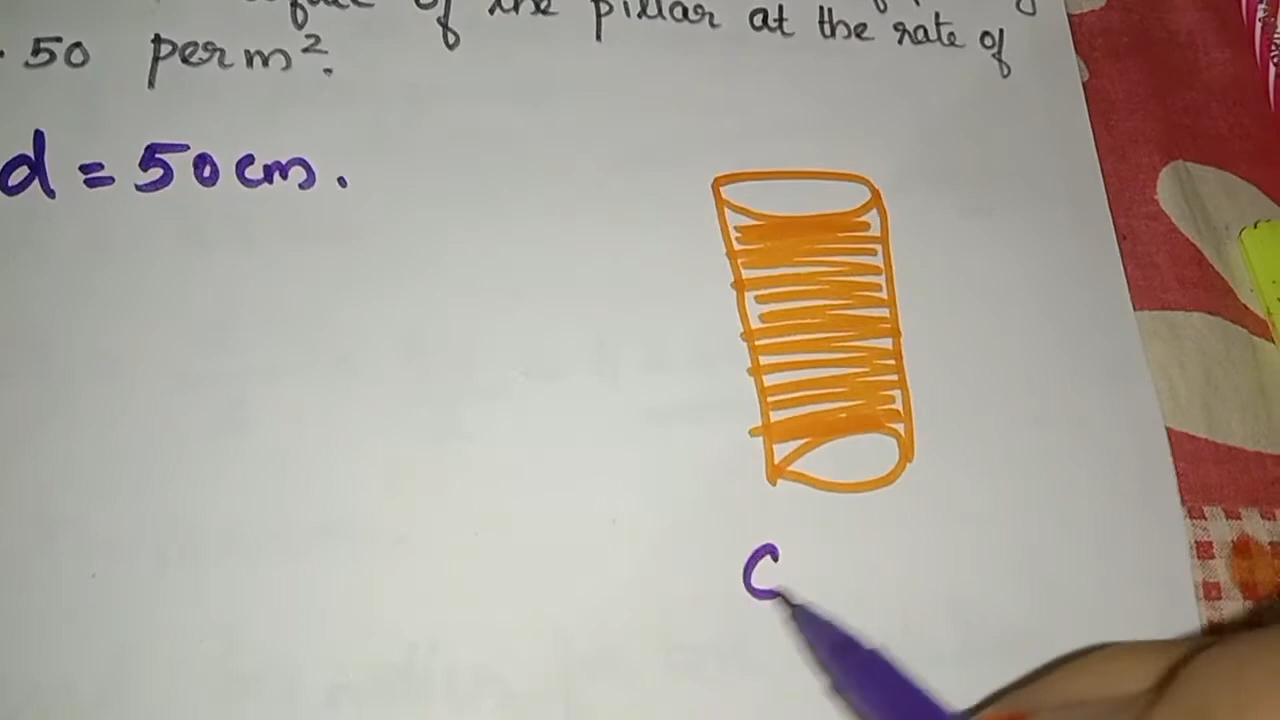 of the pillar at the rate of
. 50 per m².
d = 50 cm.
C